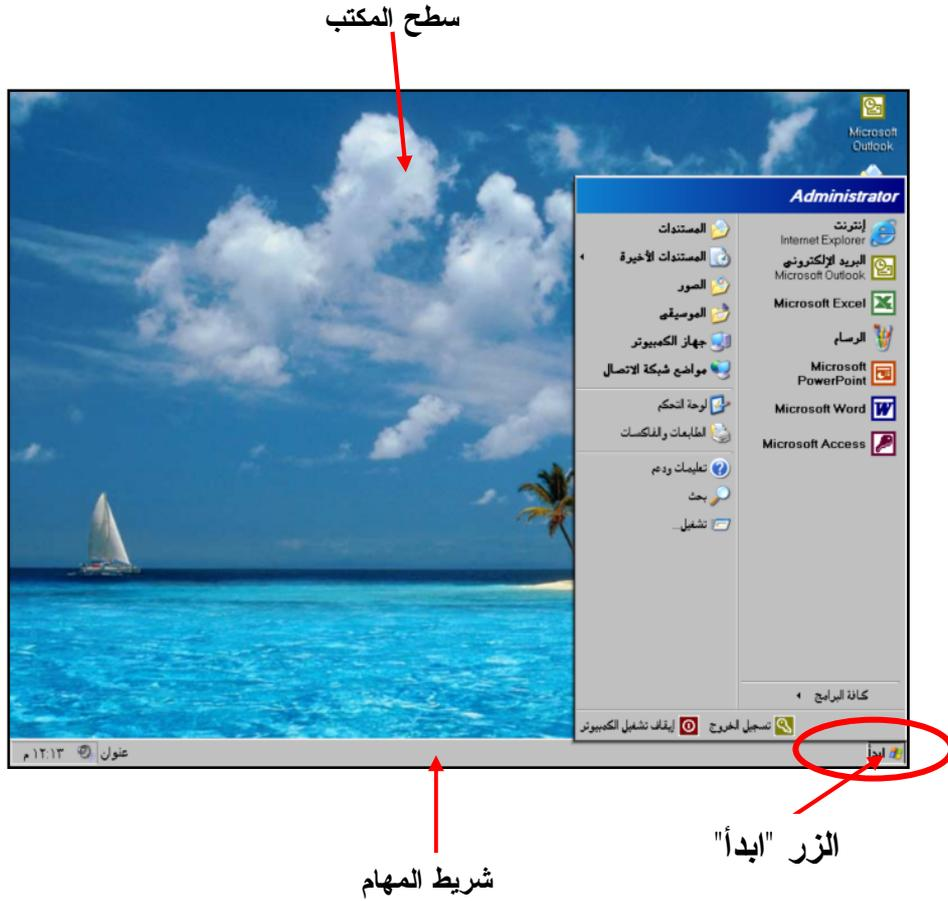 سطح المكتب
Microsoft
Outlook
Administrator
إنترنت
Internet Explorer
البريد الإلكتروني
Microsoft Outlook
Microsoft Excel
الرسام
Microsoft
PowerPoint
Microsoft Word
Microsoft Access
كافة البرامج
المستندات
المستندات الأخيرة
الصور
الموسيقى
جهاز الكمبيوتر
مواضع شبكة الاتصال
لوحة التحكم
الطابعات والفاكسات
تعليمات ودعم
بحث
تشغيل...
تسجيل الخروج
إيقاف تشغيل الكمبيوتر
ابدأ
عنوان
١٢:١٣ م
الزر "ابدأ"
شريط المهام